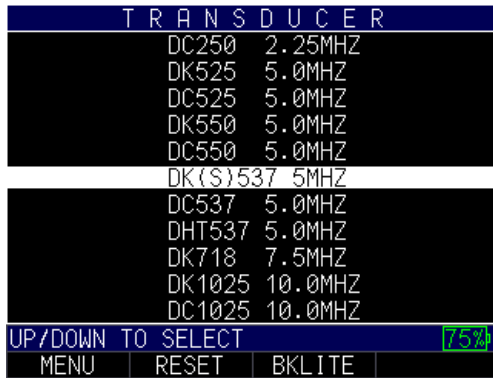 TRANSDUCER
DC250 2.25MHZ
DK525 5.0MHZ
DC525 5.0MHZ
DK550 5.0MHZ
DC550 5.0MHZ
DK(S)537 5MHZ
DC537 5.0MHZ
DHT537 5.0MHZ
DK718 7.5MHZ
DK1025 10.0MHZ
DC1025 10.0MHZ
UP/DOWN TO SELECT 75%
MENU RESET BKLITE